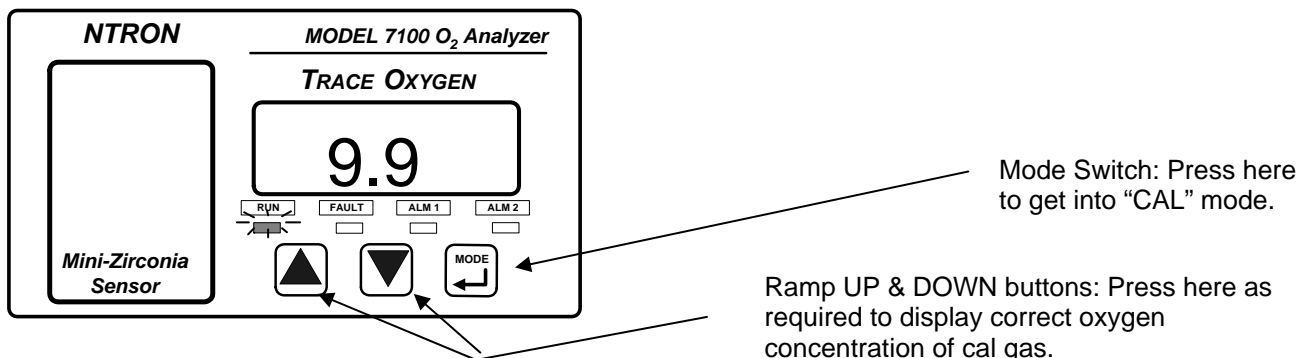 NTRON
MODEL 7100 O2 Analyzer
TRACE OXYGEN
9.9
RUN FAULT ALM 1 ALM 2
MODE
Mini-Zirconia
Sensor
Mode Switch: Press here
to get into “CAL” mode.
Ramp UP & DOWN buttons: Press here as
required to display correct oxygen
concentration of cal gas.